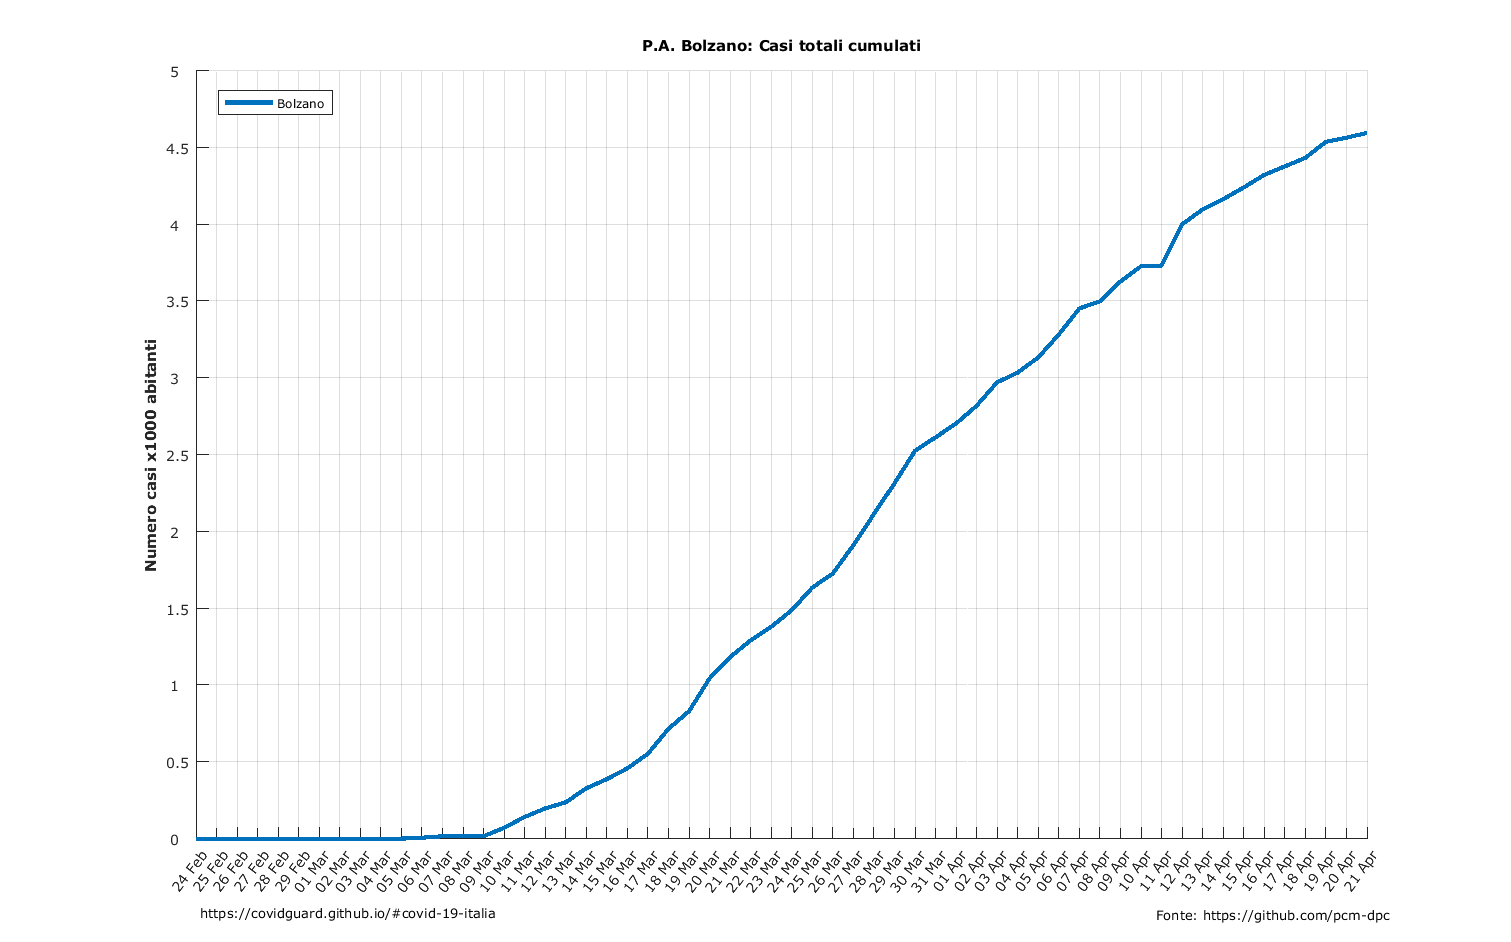 P.A. Bolzano: Casi totali cumulati
Bolzano
Numero casi x1000 abitanti
5
4.5
4
3.5
3
2.5
2
1.5
1
0.5
0
24 Feb
25 Feb
26 Feb
27 Feb
28 Feb
29 Feb
01 Mar
02 Mar
03 Mar
04 Mar
05 Mar
06 Mar
07 Mar
08 Mar
09 Mar
10 Mar
11 Mar
12 Mar
13 Mar
14 Mar
15 Mar
16 Mar
17 Mar
18 Mar
19 Mar
20 Mar
21 Mar
22 Mar
23 Mar
24 Mar
25 Mar
26 Mar
27 Mar
28 Mar
29 Mar
30 Mar
31 Mar
01 Apr
02 Apr
03 Apr
04 Apr
05 Apr
06 Apr
07 Apr
08 Apr
09 Apr
10 Apr
11 Apr
12 Apr
13 Apr
14 Apr
15 Apr
16 Apr
17 Apr
18 Apr
19 Apr
20 Apr
21 Apr
https://covidguard.github.io/#covid-19-italia
Fonte: https://github.com/pcm-dpc